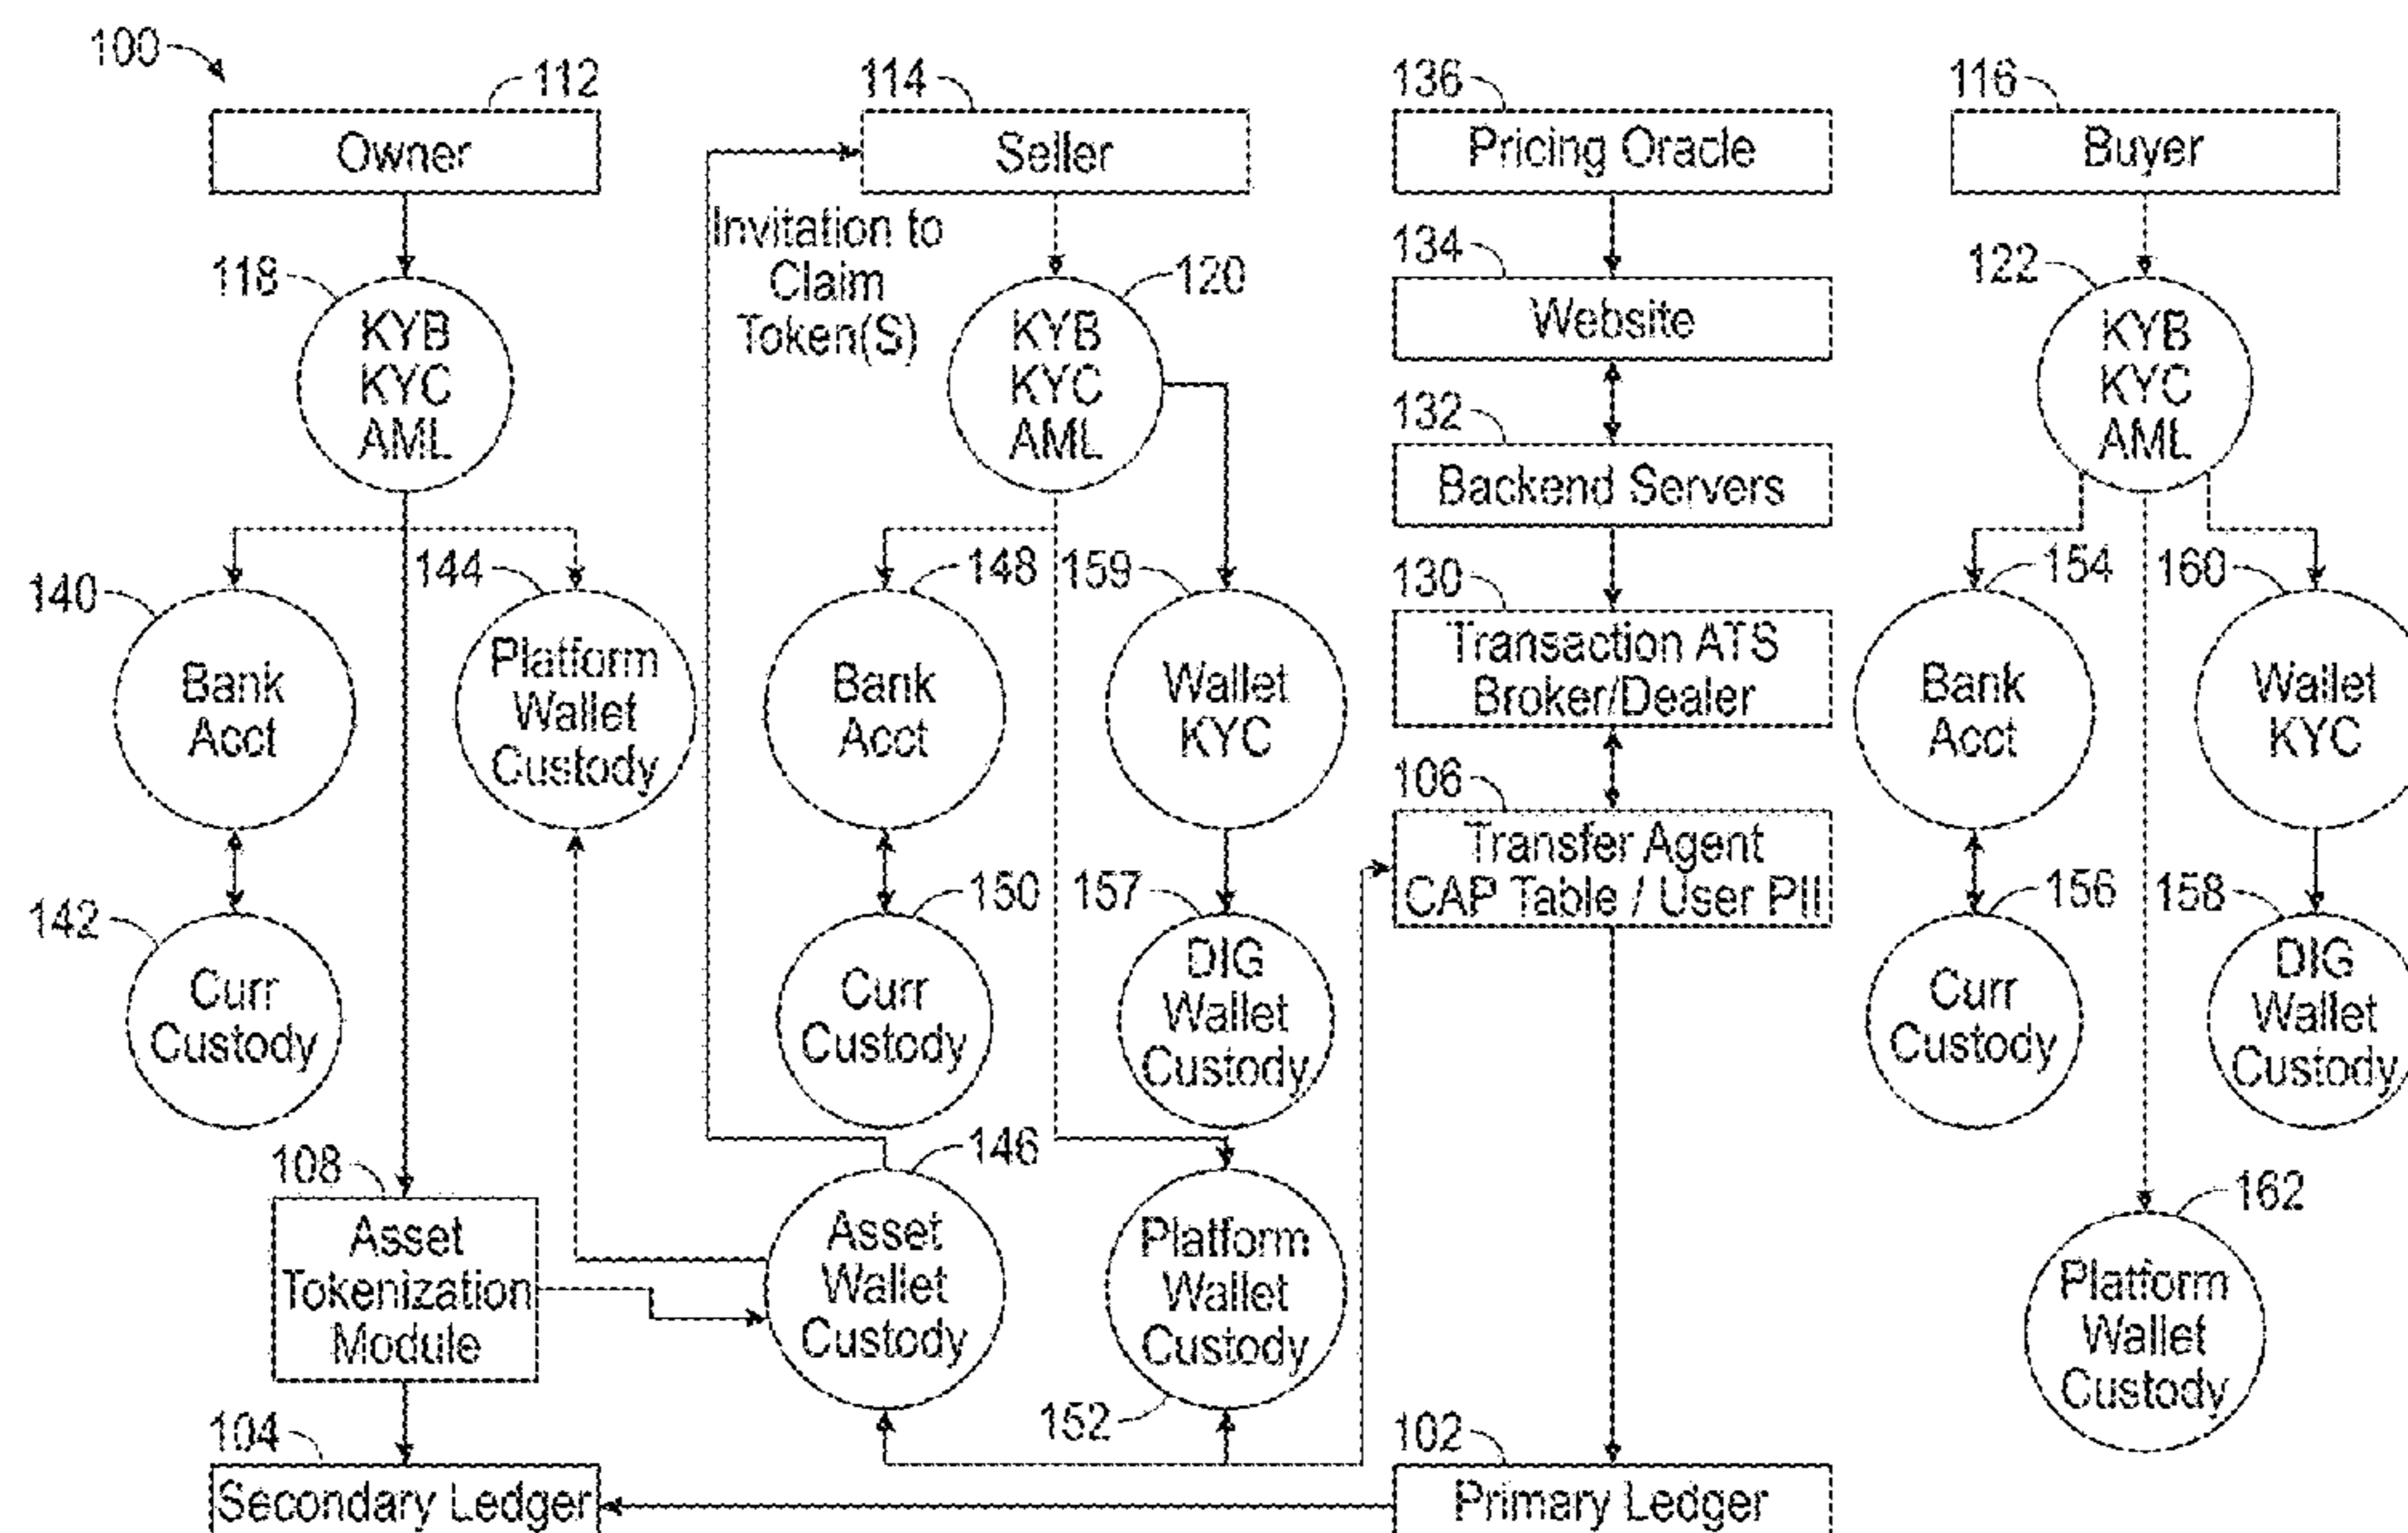 100
112
Owner
114
Seller
136
Pricing Oracle
116
Buyer
Invitation to
Claim
Token(S)
118
KYB
KYC
AML
120
KYB
KYC
AML
134
Website
122
KYB
KYC
AML
132
Backend Servers
140
Bank
Acct
144
Platform
Wallet
Custody
148
Bank
Acct
159
Wallet
KYC
130
Transaction ATS
Broker/Dealer
154
Bank
Acct
160
Wallet
KYC
106
Transfer Agent
CAP Table / User PII
142
Curr
Custody
150
Curr
Custody
157
DIG
Wallet
Custody
156
Curr
Custody
158
DIG
Wallet
Custody
108
Asset
Tokenization
Module
146
Asset
Wallet
Custody
Platform
Wallet
Custody
152
162
Platform
Wallet
Custody
104
Secondary Ledger
102
Primary Ledger